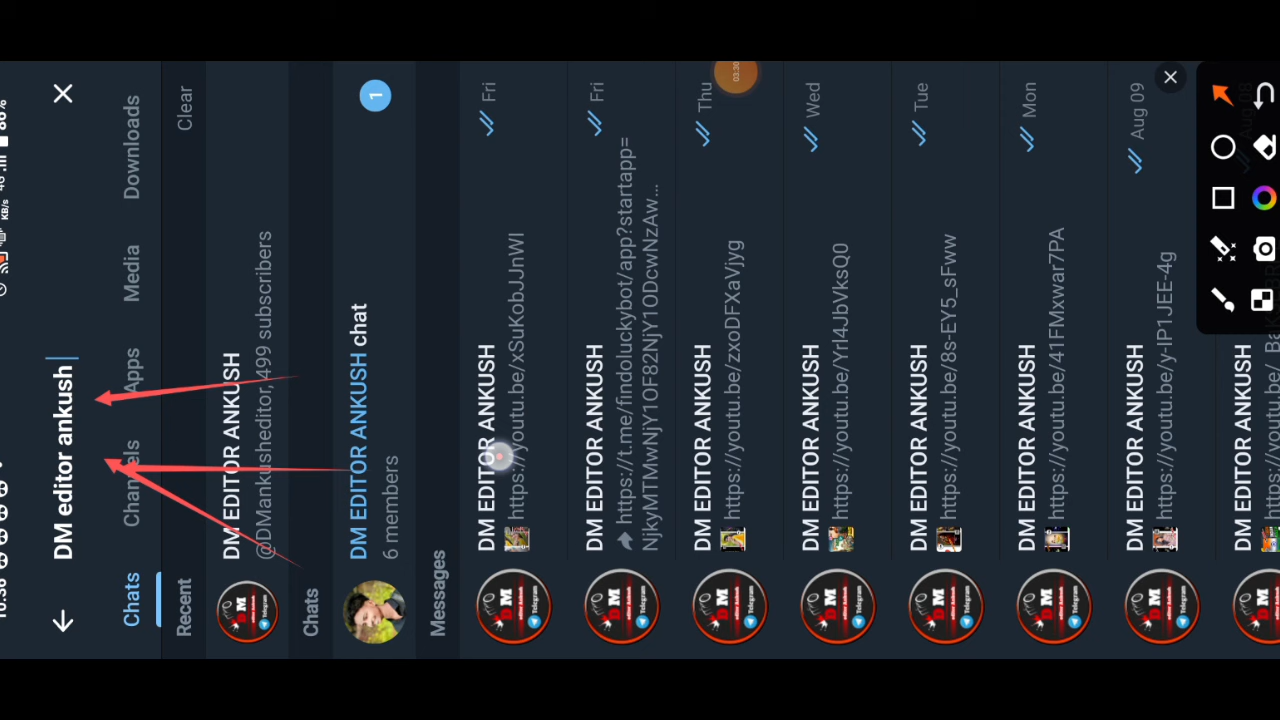 DM editor ankush
Chats
Channels
Apps
Media
Downloads
Recent
Clear
DM EDITOR ANKUSH
@DMankusheditor, 499 subscribers
Chats
DM EDITOR ANKUSH chat
6 members
1
Messages
DM EDITOR ANKUSH
Fri
https://youtu.be/xSuKobJJnWI
DM EDITOR ANKUSH
Fri
https://t.me/findoluckybot/app?startapp=
NjkyMTMwNjY1OF82NjY1ODcwNzAw...
DM EDITOR ANKUSH
Thu
https://youtu.be/zxoDFXaVjyg
03:30
DM EDITOR ANKUSH
Wed
https://youtu.be/Yrl4JbVksQ0
DM EDITOR ANKUSH
Tue
https://youtu.be/8s-EY5_sFww
DM EDITOR ANKUSH
Mon
https://youtu.be/41FMxwar7PA
DM EDITOR ANKUSH
Aug 09
https://youtu.be/y-IP1JEE-4g
DM EDITOR ANKUSH